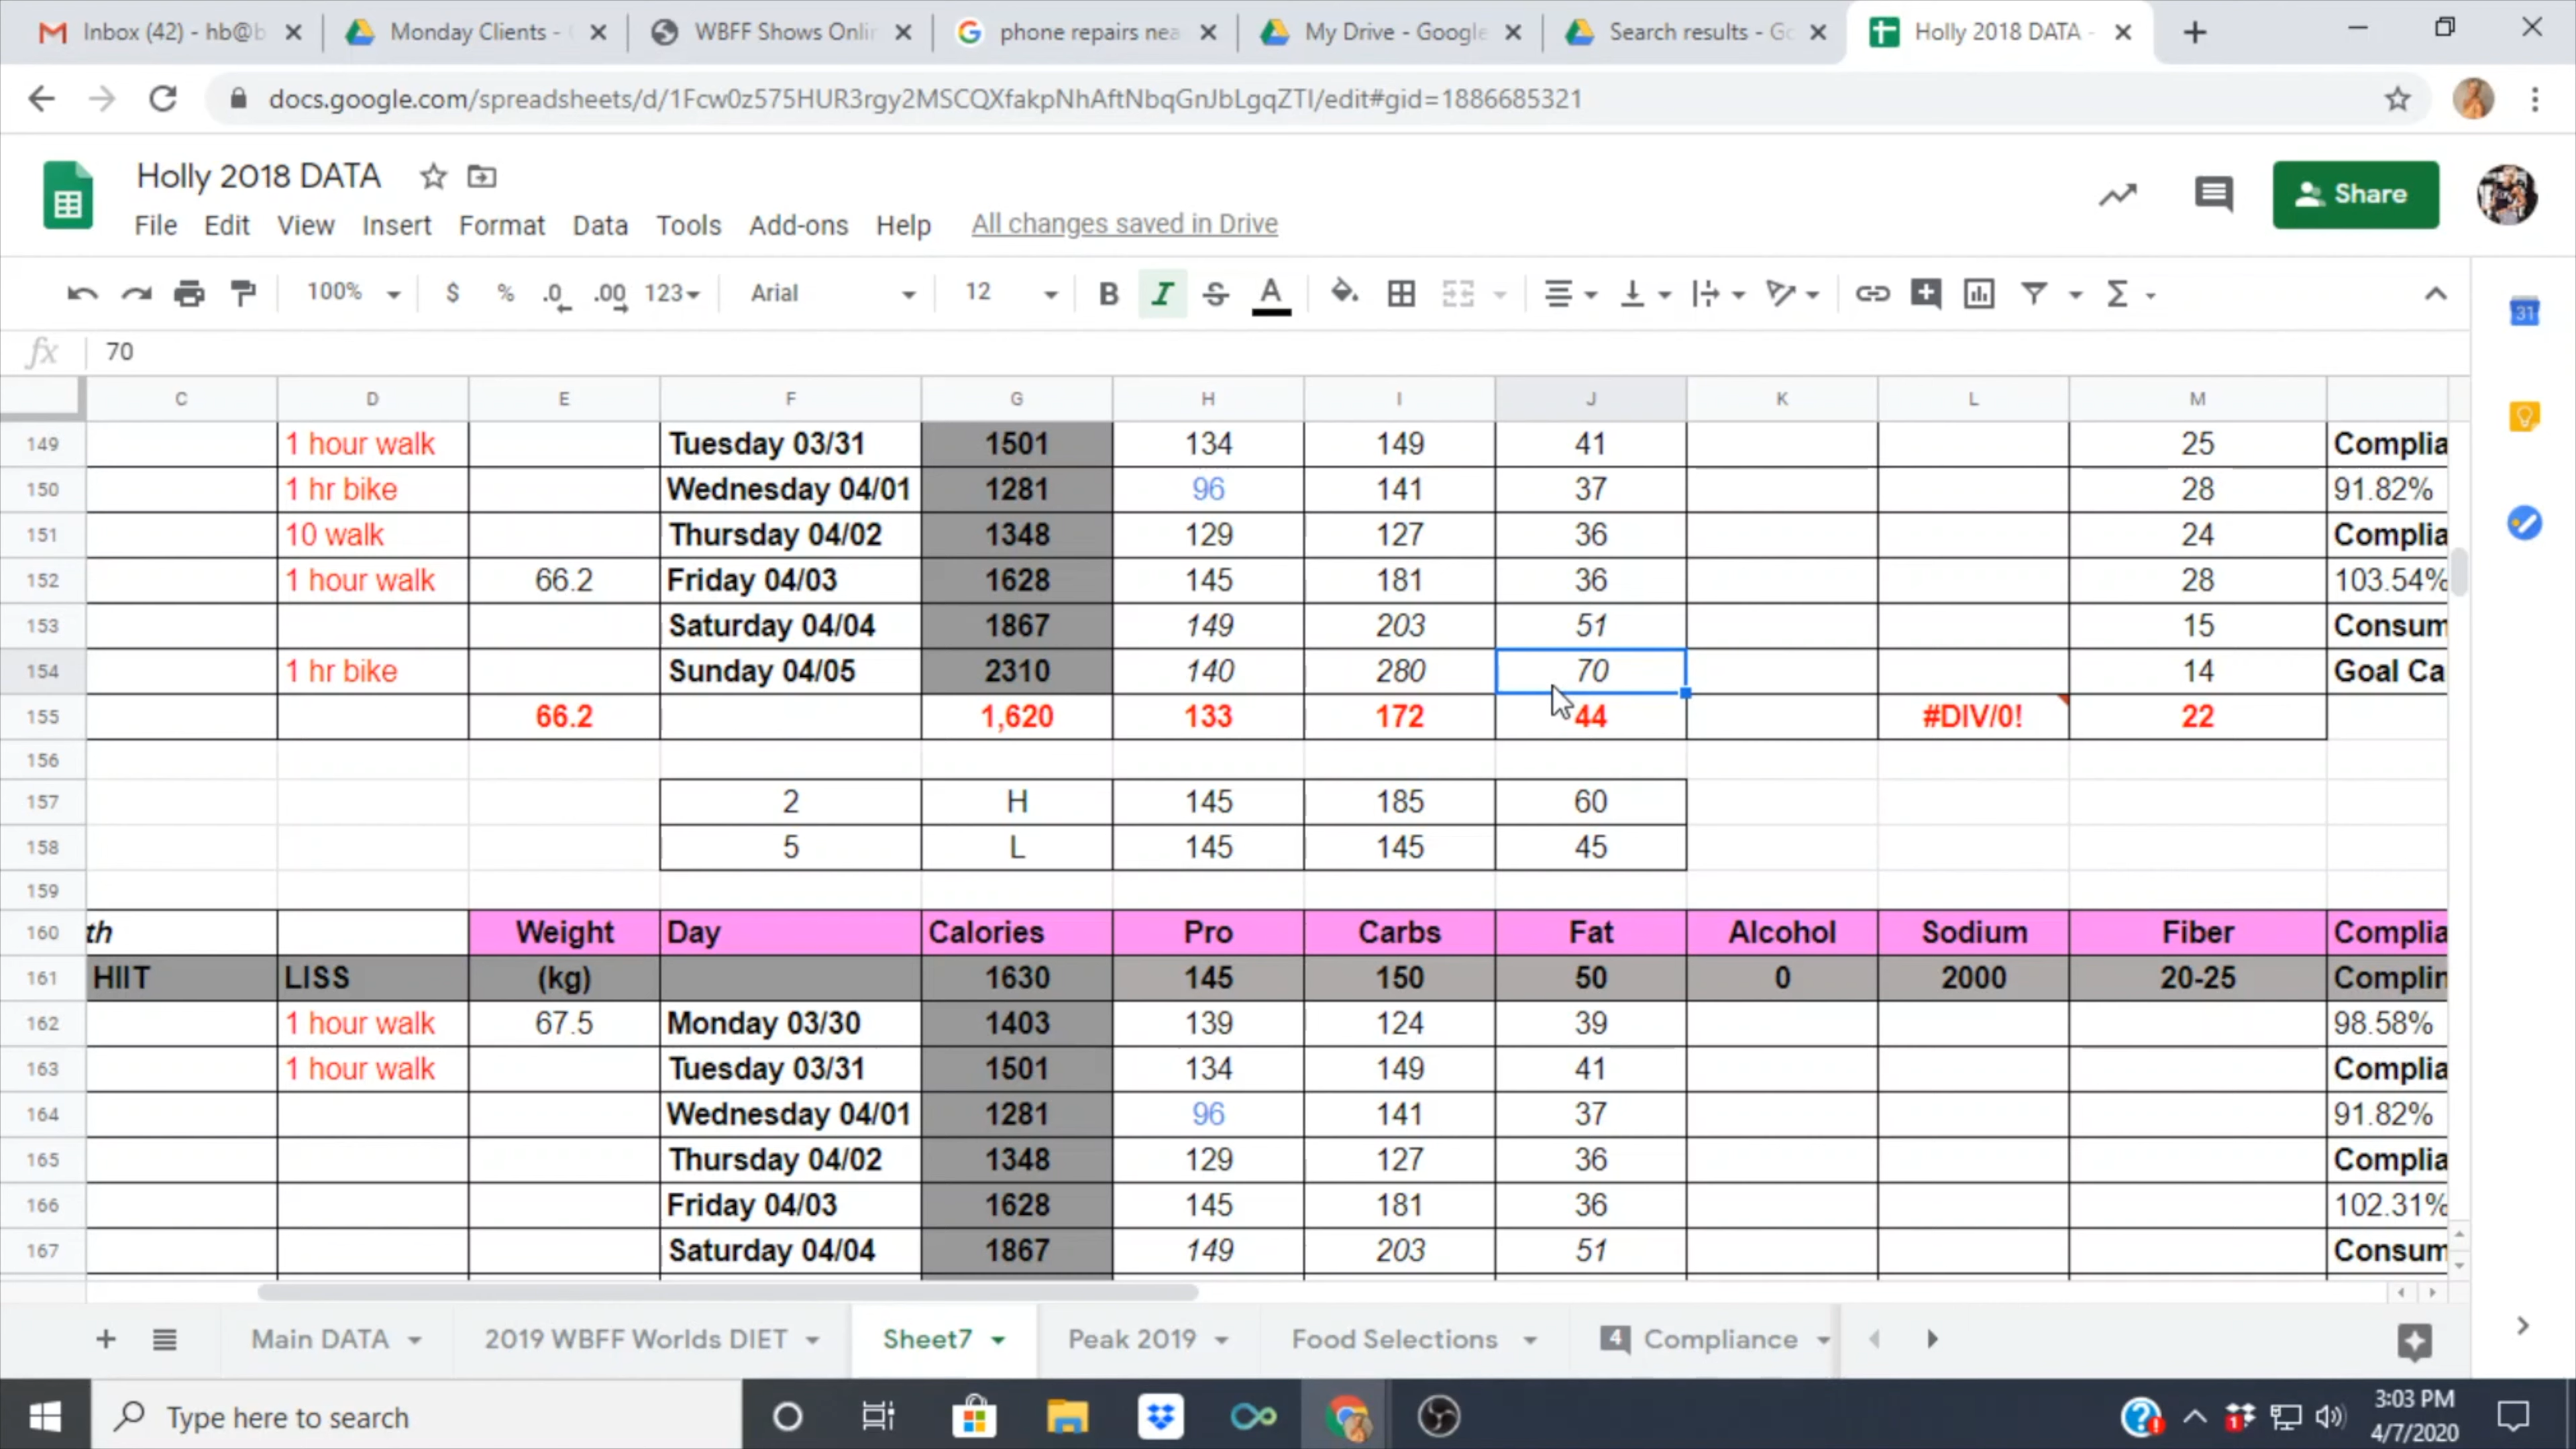 Inbox (42) - hb@b
Monday Clients -
WBFF Shows Onlin
phone repairs nea
My Drive - Google
Search results - Go
Holly 2018 DATA -
docs.google.com/spreadsheets/d/1Fcw0z575HUR3rgy2MSCQXfakpNhAftNbqGnJbLgqZTI/edit#gid=1886685321
Holly 2018 DATA
Share
File Edit View Insert Format Data Tools Add-ons Help All changes saved in Drive
100% $ % .0 .00 123 Arial 12 B I S A Σ
31
fx 70
C D E F G H I J K L M
149 1 hour walk Tuesday 03/31 1501 134 149 41 25 Complia
150 1 hr bike Wednesday 04/01 1281 96 141 37 28 91.82%
151 10 walk Thursday 04/02 1348 129 127 36 24 Complia
152 1 hour walk 66.2 Friday 04/03 1628 145 181 36 28 103.54%
153 Saturday 04/04 1867 149 203 51 15 Consum
154 1 hr bike Sunday 04/05 2310 140 280 70 14 Goal Ca
155 66.2 1,620 133 172 44 #DIV/0! 22
156
157 2 H 145 185 60
158 5 L 145 145 45
159
160 th Weight Day Calories Pro Carbs Fat Alcohol Sodium Fiber Complia
161 HIIT LISS (kg) 1630 145 150 50 0 2000 20-25 Complin
162 1 hour walk 67.5 Monday 03/30 1403 139 124 39 98.58%
163 1 hour walk Tuesday 03/31 1501 134 149 41 Complia
164 Wednesday 04/01 1281 96 141 37 91.82%
165 Thursday 04/02 1348 129 127 36 Complia
166 Friday 04/03 1628 145 181 36 102.31%
167 Saturday 04/04 1867 149 203 51 Consum
Main DATA 2019 WBFF Worlds DIET Sheet7 Peak 2019 Food Selections 4 Compliance
Type here to search
1
3:03 PM
4/7/2020